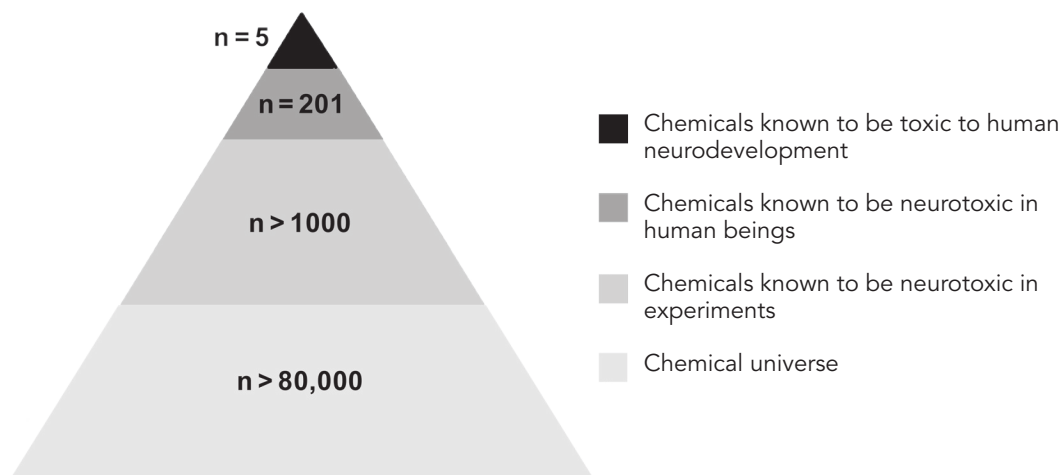 n = 5
n = 201
n > 1000
n > 80,000
Chemicals known to be toxic to human
neurodevelopment
Chemicals known to be neurotoxic in
human beings
Chemicals known to be neurotoxic in
experiments
Chemical universe